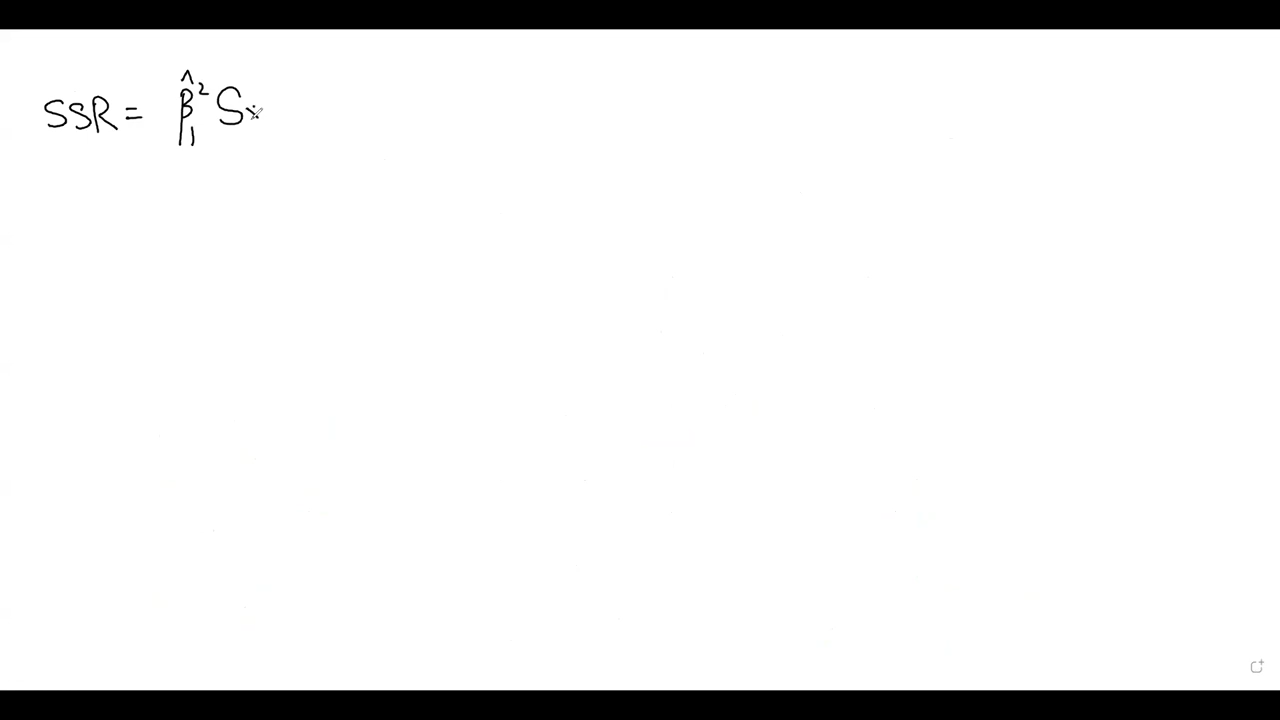 SSR = β̂₁² Sx